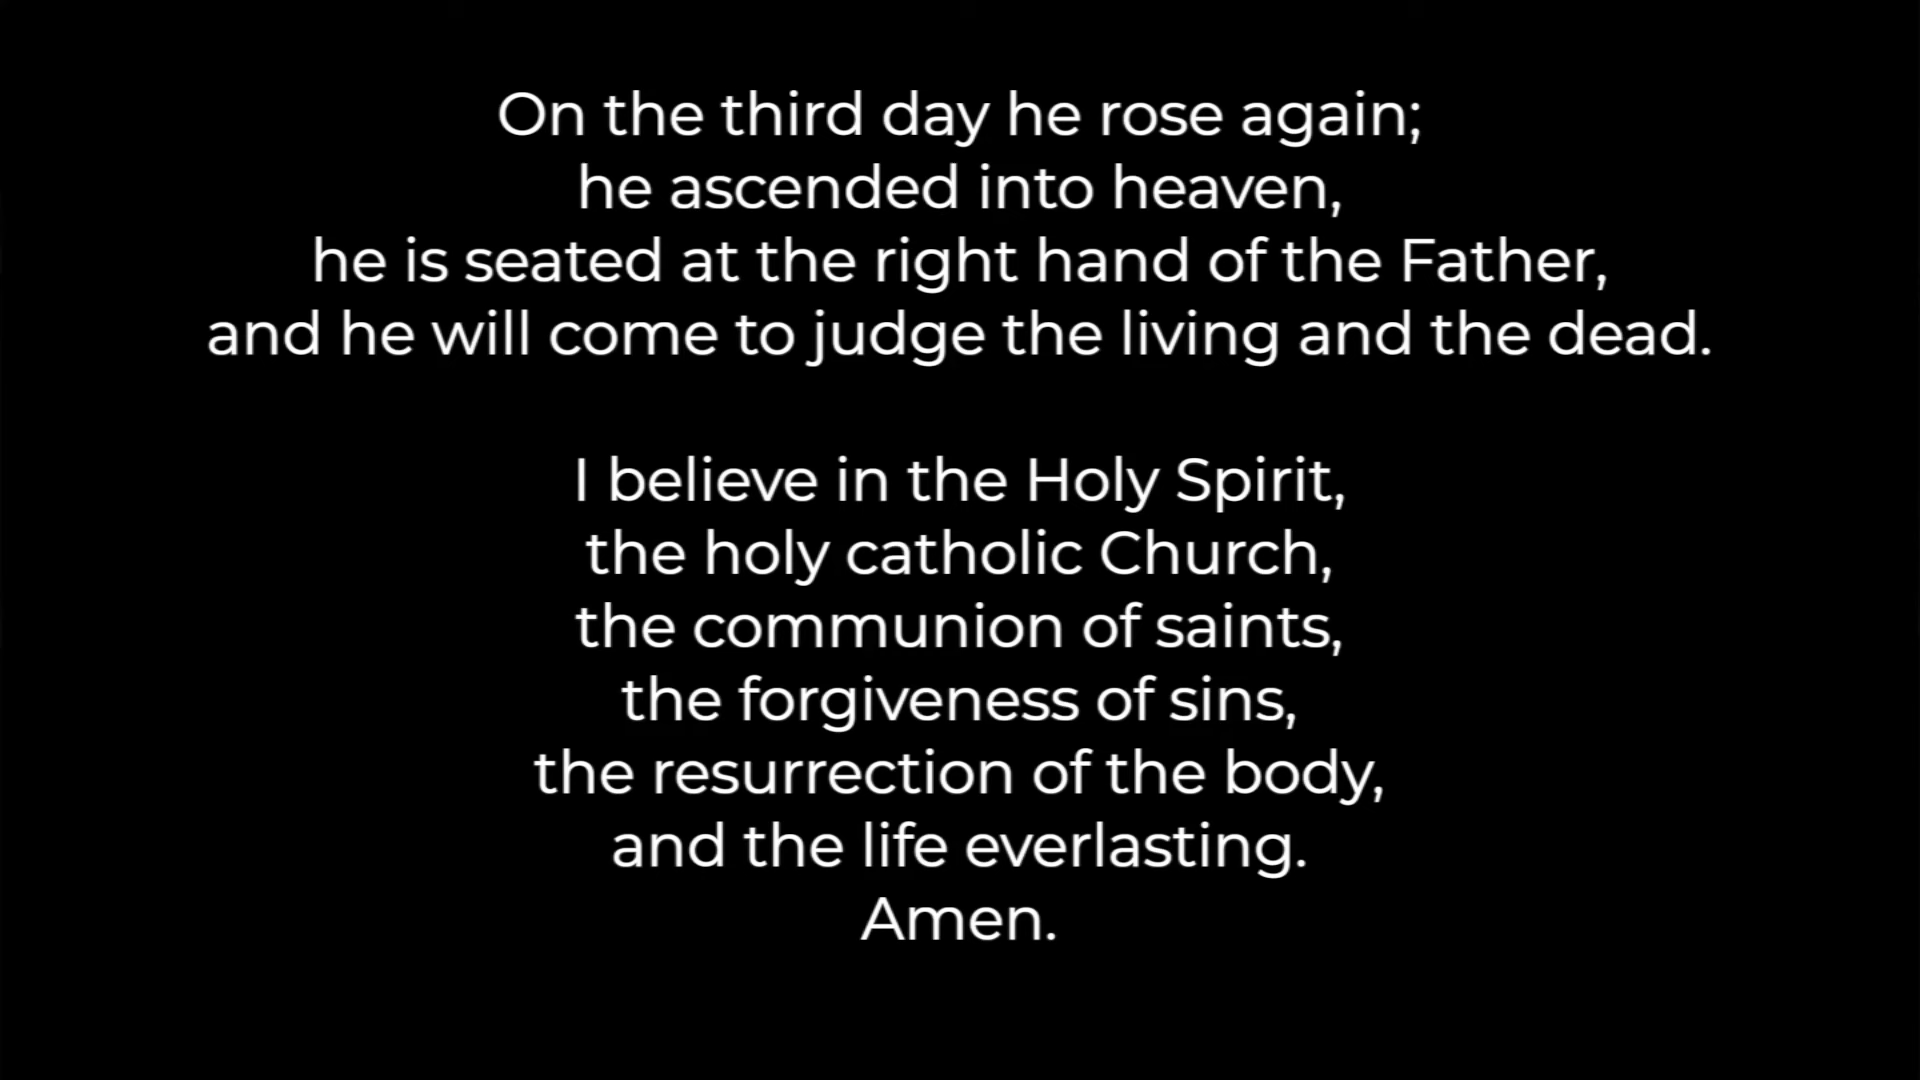 On the third day he rose again;
he ascended into heaven,
he is seated at the right hand of the Father,
and he will come to judge the living and the dead.
I believe in the Holy Spirit,
the holy catholic Church,
the communion of saints,
the forgiveness of sins,
the resurrection of the body,
and the life everlasting.
Amen.